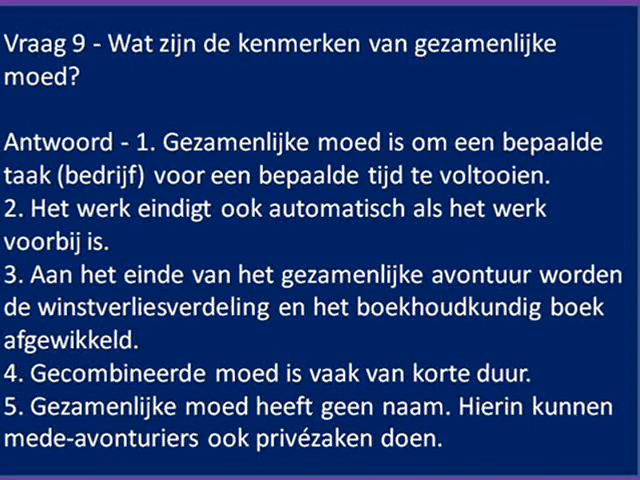 Vraag 9 - Wat zijn de kenmerken van gezamenlijke
moed?
Antwoord - 1. Gezamenlijke moed is om een bepaalde
taak (bedrijf) voor een bepaalde tijd te voltooien.
2. Het werk eindigt ook automatisch als het werk
voorbij is.
3. Aan het einde van het gezamenlijke avontuur worden
de winstverliesverdeling en het boekhoudkundig boek
afgewikkeld.
4. Gecombineerde moed is vaak van korte duur.
5. Gezamenlijke moed heeft geen naam. Hierin kunnen
mede-avonturiers ook privézaken doen.